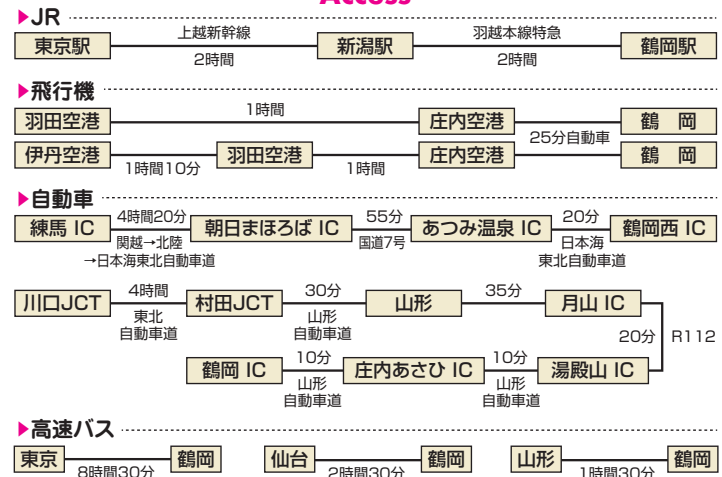 Access
▶JR
上越新幹線 羽越本線特急
東京駅 新潟駅 鶴岡駅
2時間 2時間
▶飛行機
1時間
羽田空港 庄内空港 鶴 岡
25分自動車
伊丹空港 羽田空港 庄内空港 鶴 岡
1時間10分 1時間
▶自動車
4時間20分 55分 20分
練馬 IC 朝日まほろば IC あつみ温泉 IC 鶴岡西 IC
関越→北陸 国道7号 日本海
→日本海東北自動車道 東北自動車道
4時間 30分 35分
川口JCT 村田JCT 山形 月山 IC
東北 山形
自動車道 自動車道
20分 R112
10分 10分
鶴岡 IC 庄内あさひ IC 湯殿山 IC
山形 山形
自動車道 自動車道
▶高速バス
東京 鶴岡 仙台 鶴岡 山形 鶴岡
8時間30分 2時間30分 1時間30分